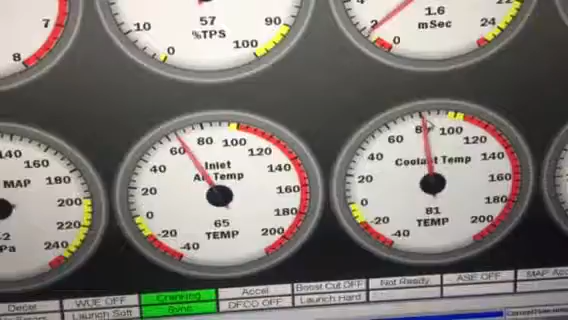 7
8
10
0
57
%TPS
90
100
4
2
0
1.6
mSec
22
24
140
160
MAP
180
200
220
240
-40
-20
0
20
40
60
80
100
120
140
160
180
200
Inlet
Air Temp
65
TEMP
-40
-20
0
20
40
60
80
100
120
140
160
180
200
Coolant Temp
81
TEMP
Decel
WUE OFF
Cranking
Accel
Boost Cut OFF
Not Ready
ASE OFF
Launch Soft
Sync
DFCO OFF
Launch Hard